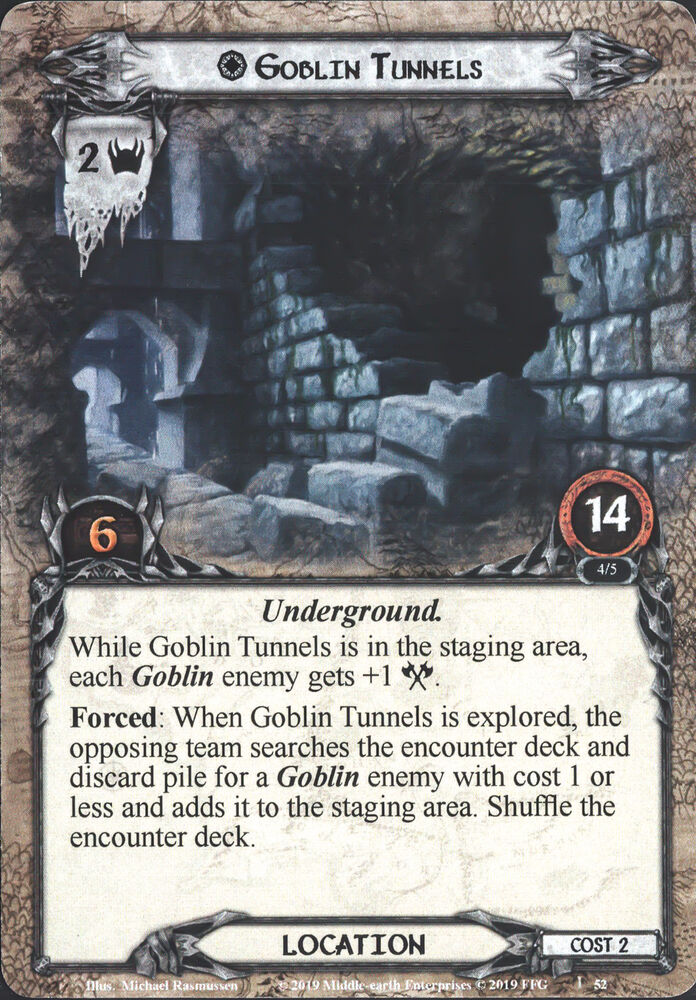 Goblin Tunnels
2
6
14
4/5
Underground.
While Goblin Tunnels is in the staging area,
each Goblin enemy gets +1 .
Forced: When Goblin Tunnels is explored, the
opposing team searches the encounter deck and
discard pile for a Goblin enemy with cost 1 or
less and adds it to the staging area. Shuffle the
encounter deck.
LOCATION
COST 2
Illus. Michael Rasmussen © 2019 Middle-earth Enterprises © 2019 FFG 52